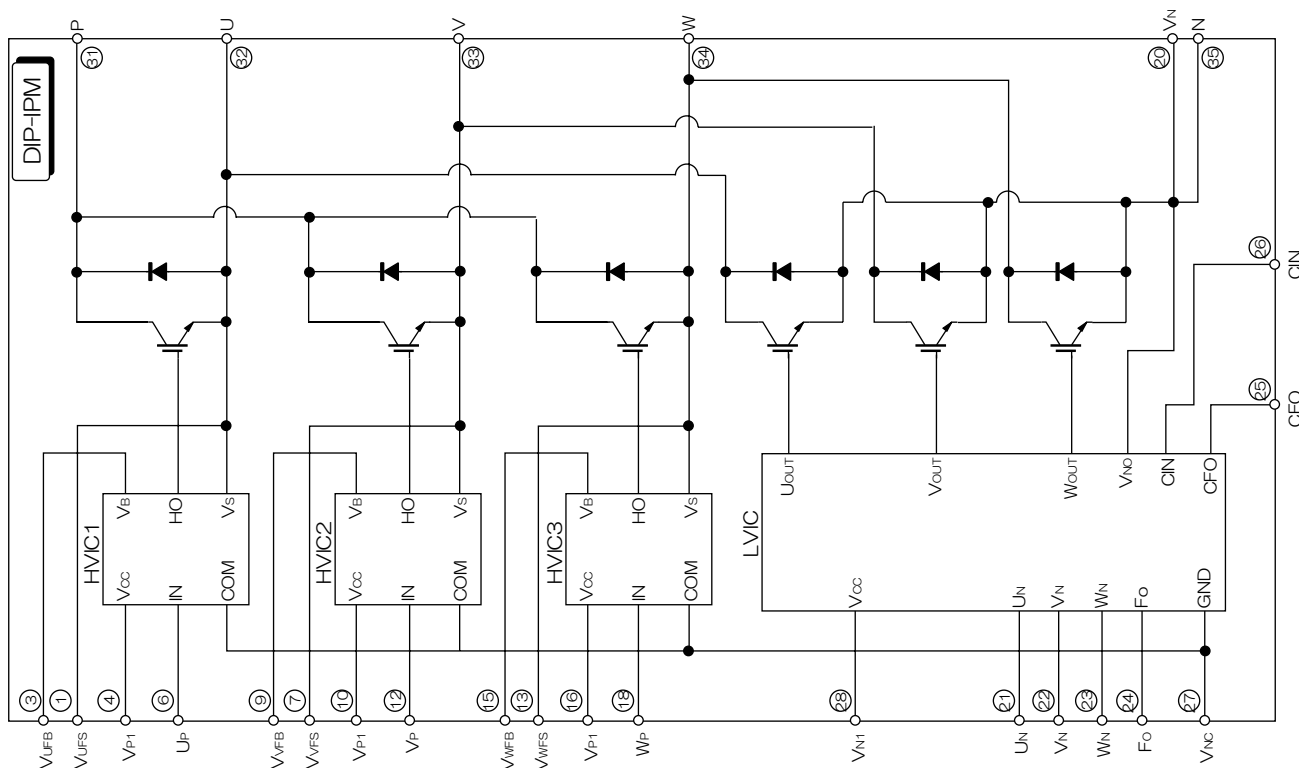 DIP-IPM
P
31
U
32
V
33
W
34
VN
20
N
35
CIN
26
CFO
25
HVIC1
VB
HO
VS
VCC
IN
COM
HVIC2
VB
HO
VS
VCC
IN
COM
HVIC3
VB
HO
VS
VCC
IN
COM
LVIC
UOUT
VOUT
WOUT
VNO
CIN
CFO
VCC
UN
VN
WN
Fo
GND
3
VUFB
1
VUFS
4
VP1
6
UP
9
VVFB
7
VVFS
10
VP1
12
VP
15
VWFB
13
VWFS
16
VP1
18
WP
28
VN1
21
UN
22
VN
23
WN
24
Fo
27
VNC